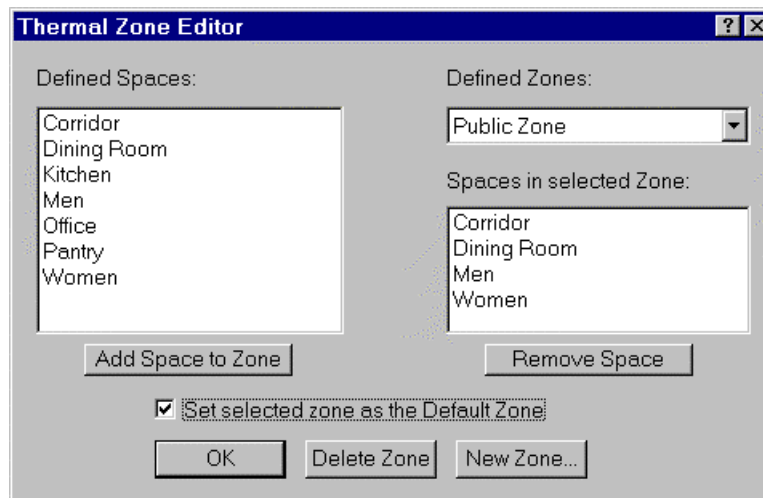 Thermal Zone Editor
?
Defined Spaces:
Corridor
Dining Room
Kitchen
Men
Office
Pantry
Women
Add Space to Zone
Defined Zones:
Public Zone
Spaces in selected Zone:
Corridor
Dining Room
Men
Women
Remove Space
Set selected zone as the Default Zone
OK
Delete Zone
New Zone...